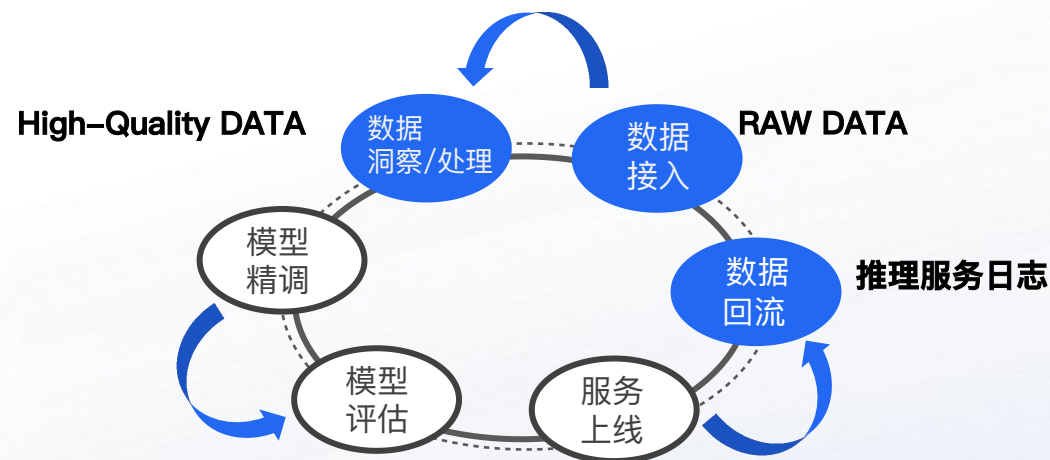 High-Quality DATA
数据
洞察/处理
数据
接入
RAW DATA
模型
精调
数据
回流
推理服务日志
模型
评估
服务
上线